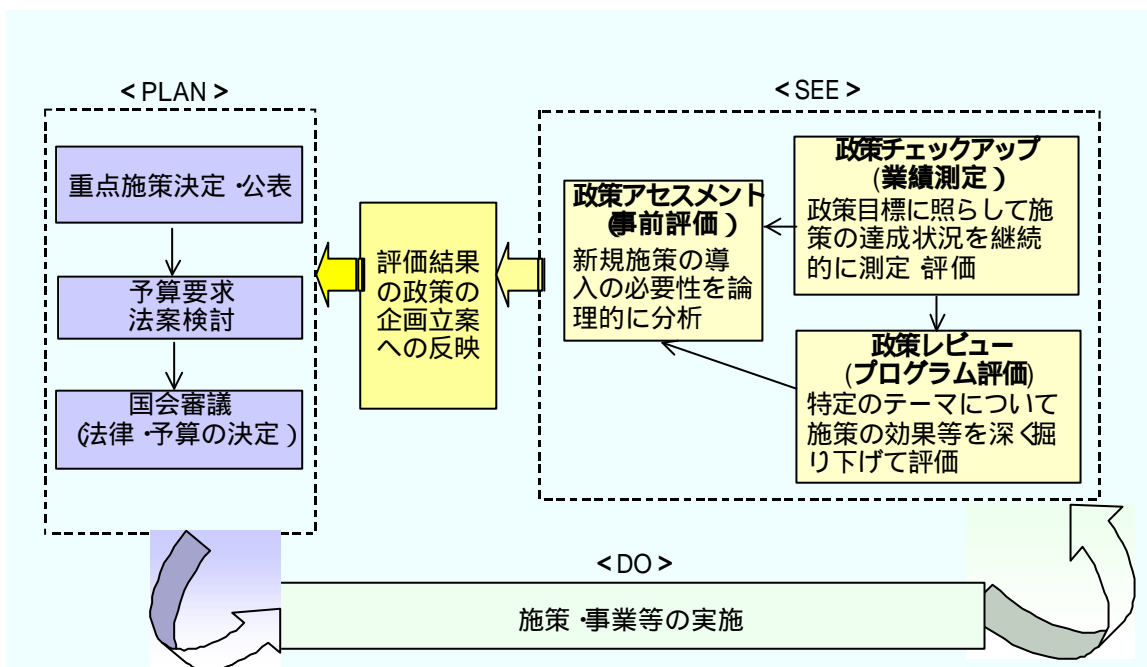 < PLAN >
重点施策決定・公表
予算要求
法案検討
国会審議
(法律・予算の決定)
評価結果
の政策の
企画立案
への反映
< SEE >
政策アセスメント
(事前評価)
新規施策の導
入の必要性を論
理的に分析
政策チェックアップ
(業績測定)
政策目標に照らして施
策の達成状況を継続
的に測定・評価
政策レビュー
(プログラム評価)
特定のテーマについて
施策の効果等を深く掘
り下げて評価
< DO >
施策・事業等の実施